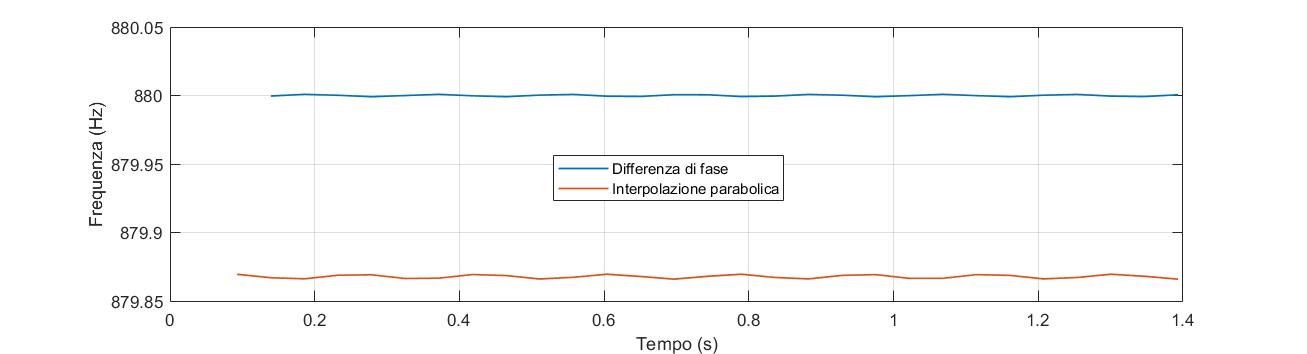 880.05
880
879.95
879.9
879.85
Frequenza (Hz)
Differenza di fase
Interpolazione parabolica
0 0.2 0.4 0.6 0.8 1 1.2 1.4
Tempo (s)